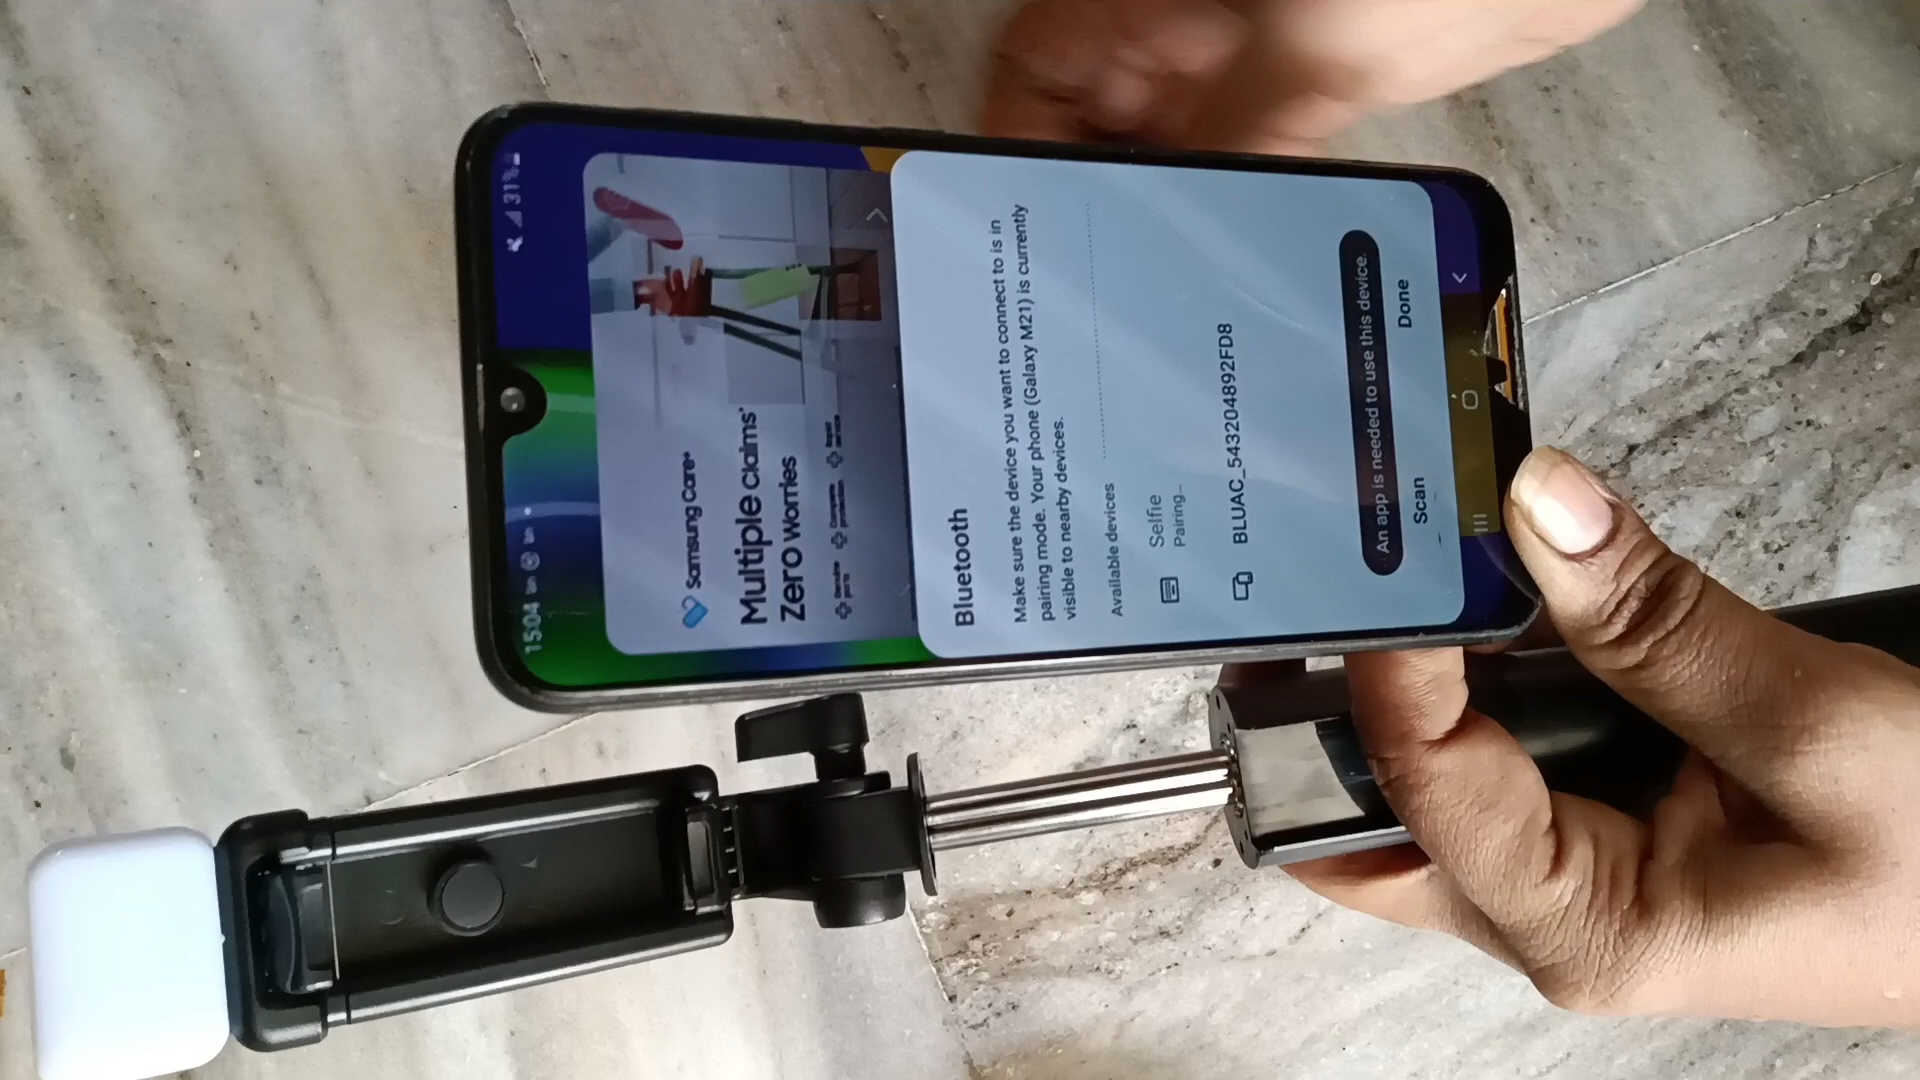 15:04
31%
Samsung Care+
Multiple claims*
Zero worries
Genuine parts
Bluetooth
Make sure the device you want to connect to is in
pairing mode. Your phone (Galaxy M21) is currently
visible to nearby devices.
Available devices
Selfie
Pairing...
BLUAC_543204892FD8
An app is needed to use this device.
Scan
Done